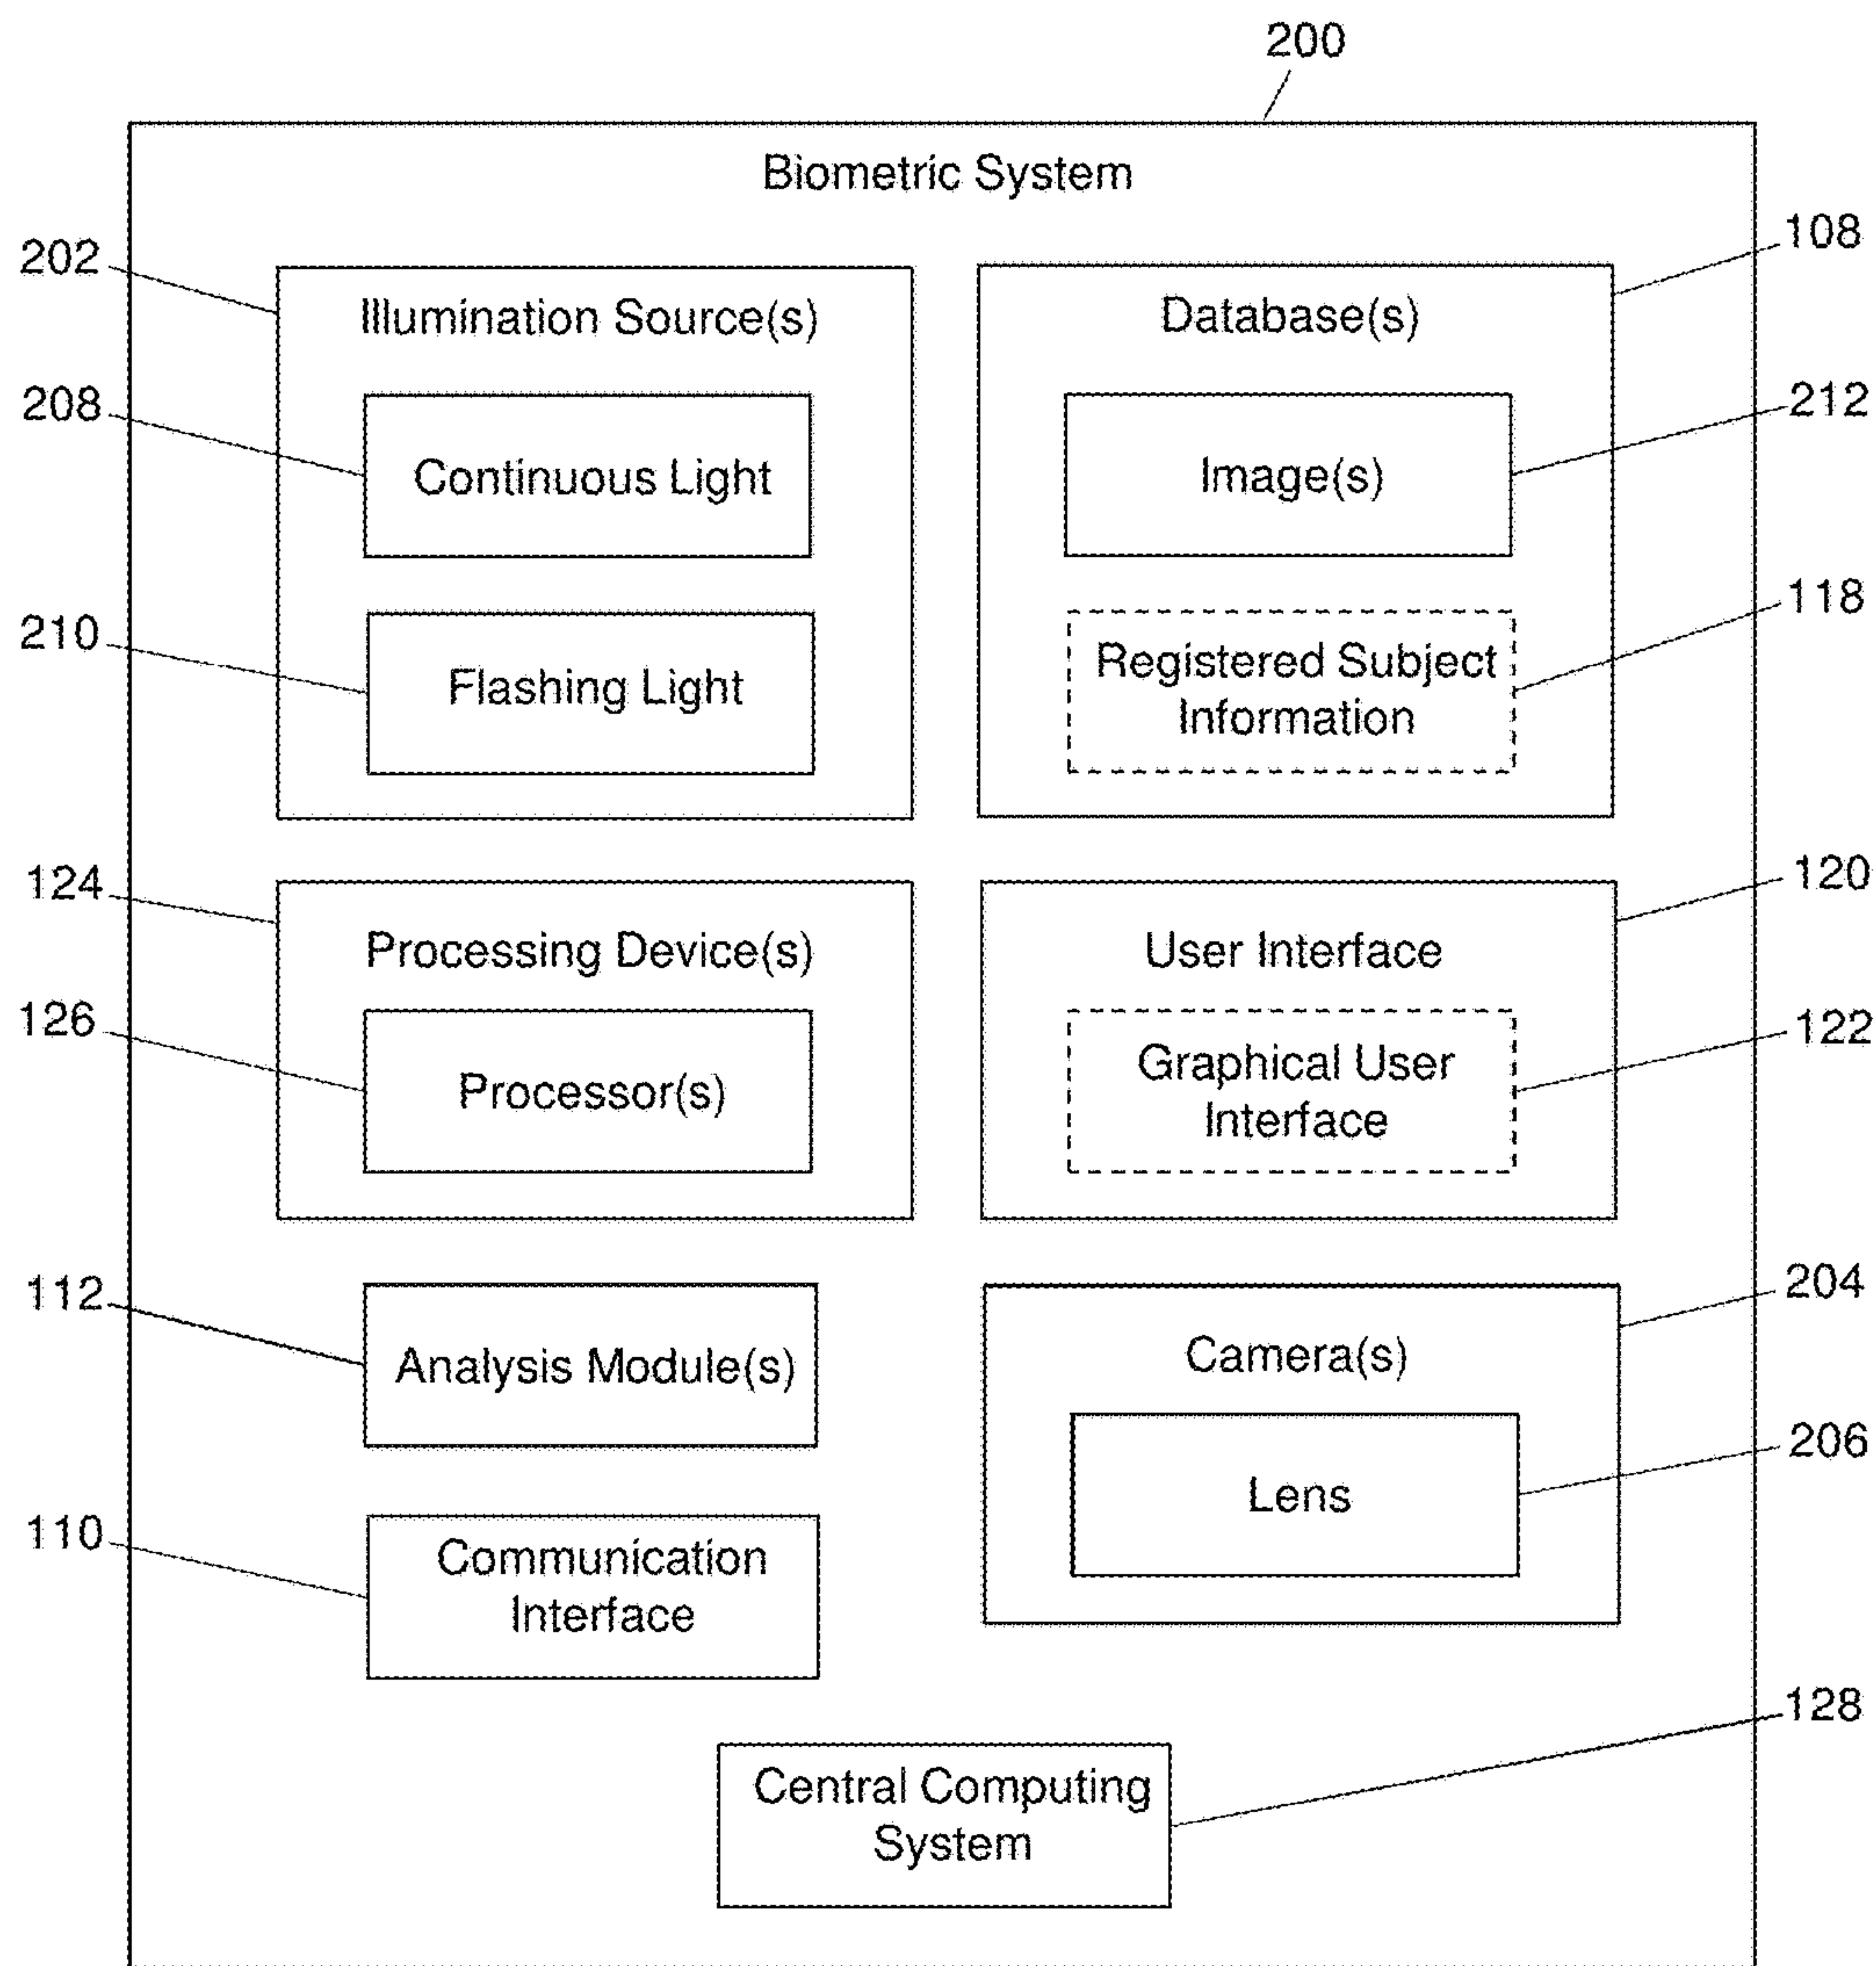 200
Biometric System
202
Illumination Source(s)
208
Continuous Light
210
Flashing Light
108
Database(s)
212
Image(s)
118
Registered Subject
Information
124
Processing Device(s)
126
Processor(s)
120
User Interface
122
Graphical User
Interface
112
Analysis Module(s)
110
Communication
Interface
204
Camera(s)
206
Lens
128
Central Computing
System